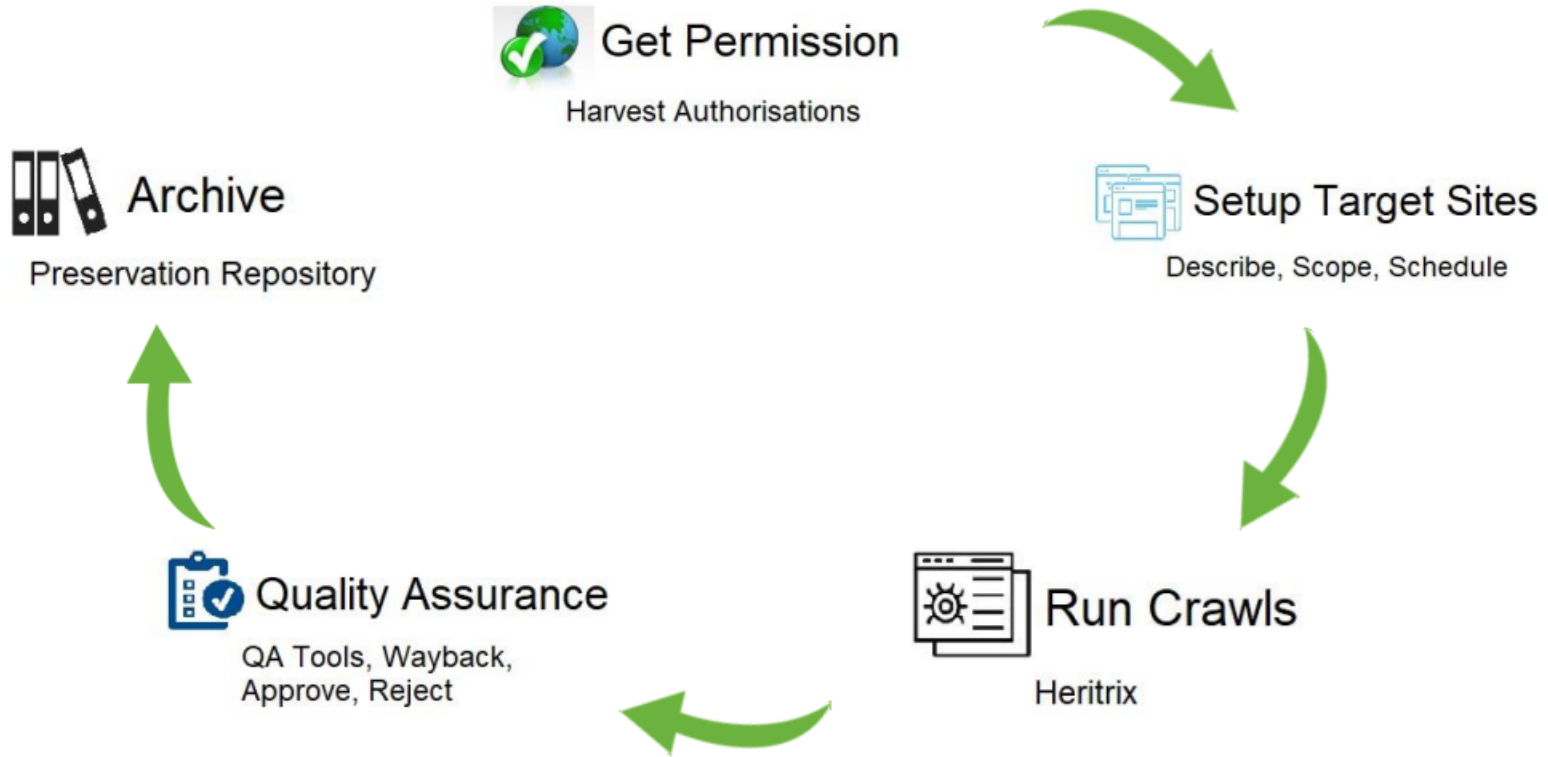 Get Permission
Harvest Authorisations
Setup Target Sites
Describe, Scope, Schedule
Run Crawls
Heritrix
Quality Assurance
QA Tools, Wayback,
Approve, Reject
Archive
Preservation Repository